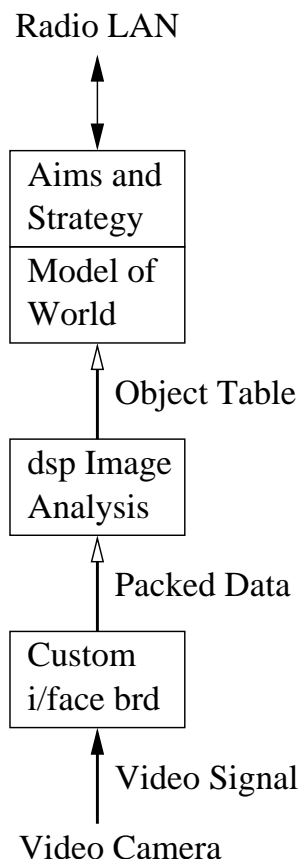 Radio LAN
Aims and
Strategy
Model of
World
Object Table
dsp Image
Analysis
Packed Data
Custom
i/face brd
Video Signal
Video Camera